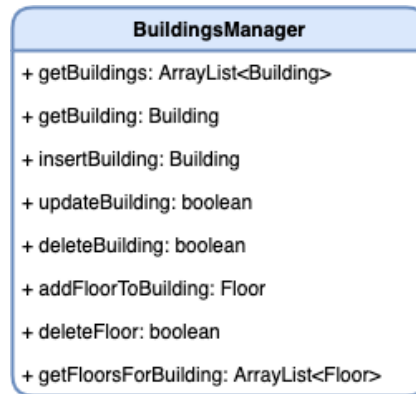 BuildingsManager
+ getBuildings: ArrayList<Building>
+ getBuilding: Building
+ insertBuilding: Building
+ updateBuilding: boolean
+ deleteBuilding: boolean
+ addFloorToBuilding: Floor
+ deleteFloor: boolean
+ getFloorsForBuilding: ArrayList<Floor>